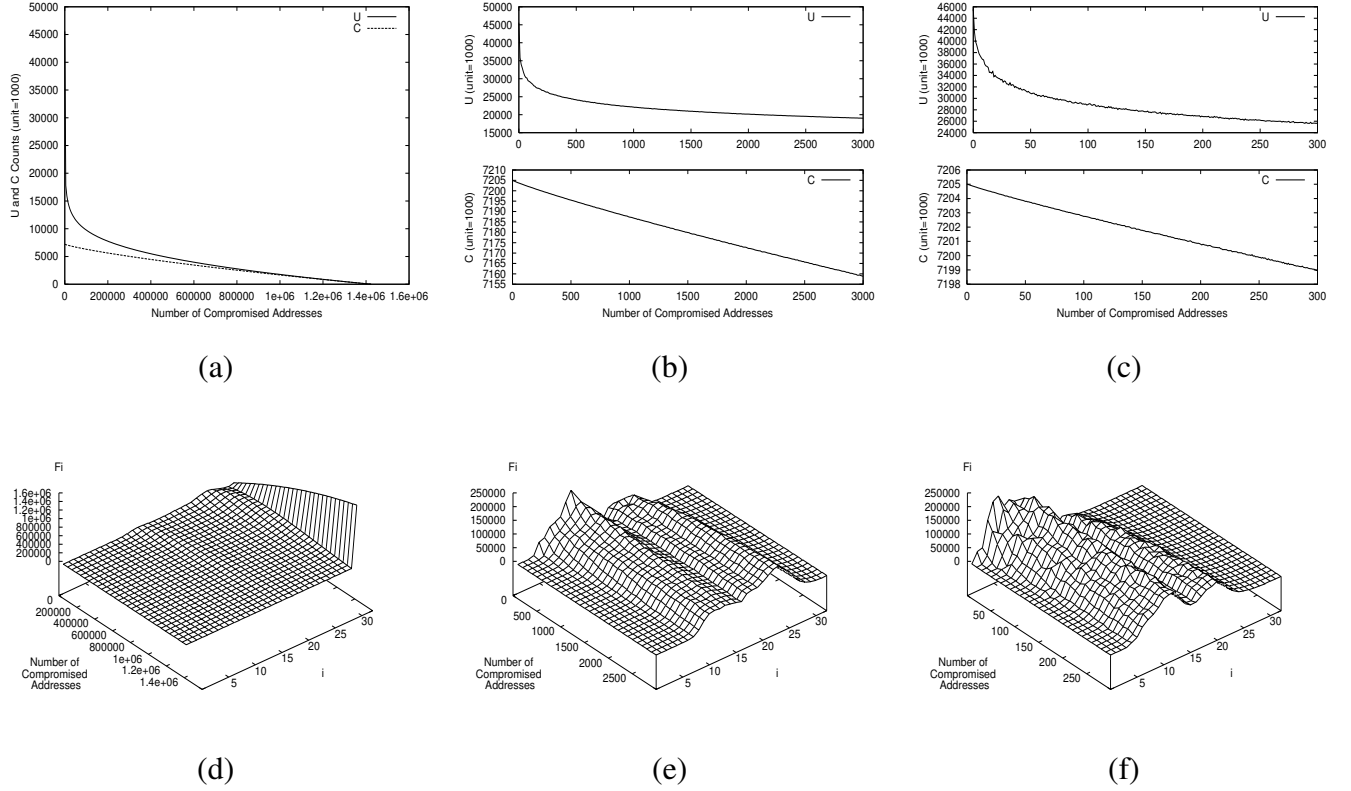 50000
45000
40000
35000
30000
25000
20000
15000
10000
5000
0
U and C Counts (unit=1000)
U
C
0 200000 400000 600000 800000 1e+06 1.2e+06 1.4e+06 1.6e+06
Number of Compromised Addresses
(a)
50000
45000
40000
35000
30000
25000
20000
15000
U (unit=1000)
U
0 500 1000 1500 2000 2500 3000
7210
7205
7200
7195
7190
7185
7180
7175
7170
7165
7160
7155
C (unit=1000)
C
0 500 1000 1500 2000 2500 3000
Number of Compromised Addresses
(b)
46000
44000
42000
40000
38000
36000
34000
32000
30000
28000
26000
24000
U (unit=1000)
U
0 50 100 150 200 250 300
7206
7205
7204
7203
7202
7201
7200
7199
7198
C (unit=1000)
C
0 50 100 150 200 250 300
Number of Compromised Addresses
(c)
Fi
1.6e+06
1.4e+06
1.2e+06
1e+06
800000
600000
400000
200000
0
0
200000
400000
600000
800000
1e+06
1.2e+06
1.4e+06
Number of
Compromised
Addresses
5 10 15 20 25 30
i
(d)
Fi
250000
200000
150000
100000
50000
0
0
500
1000
1500
2000
2500
Number of
Compromised
Addresses
5 10 15 20 25 30
i
(e)
Fi
250000
200000
150000
100000
50000
0
50
100
150
200
250
Number of
Compromised
Addresses
5 10 15 20 25 30
i
(f)